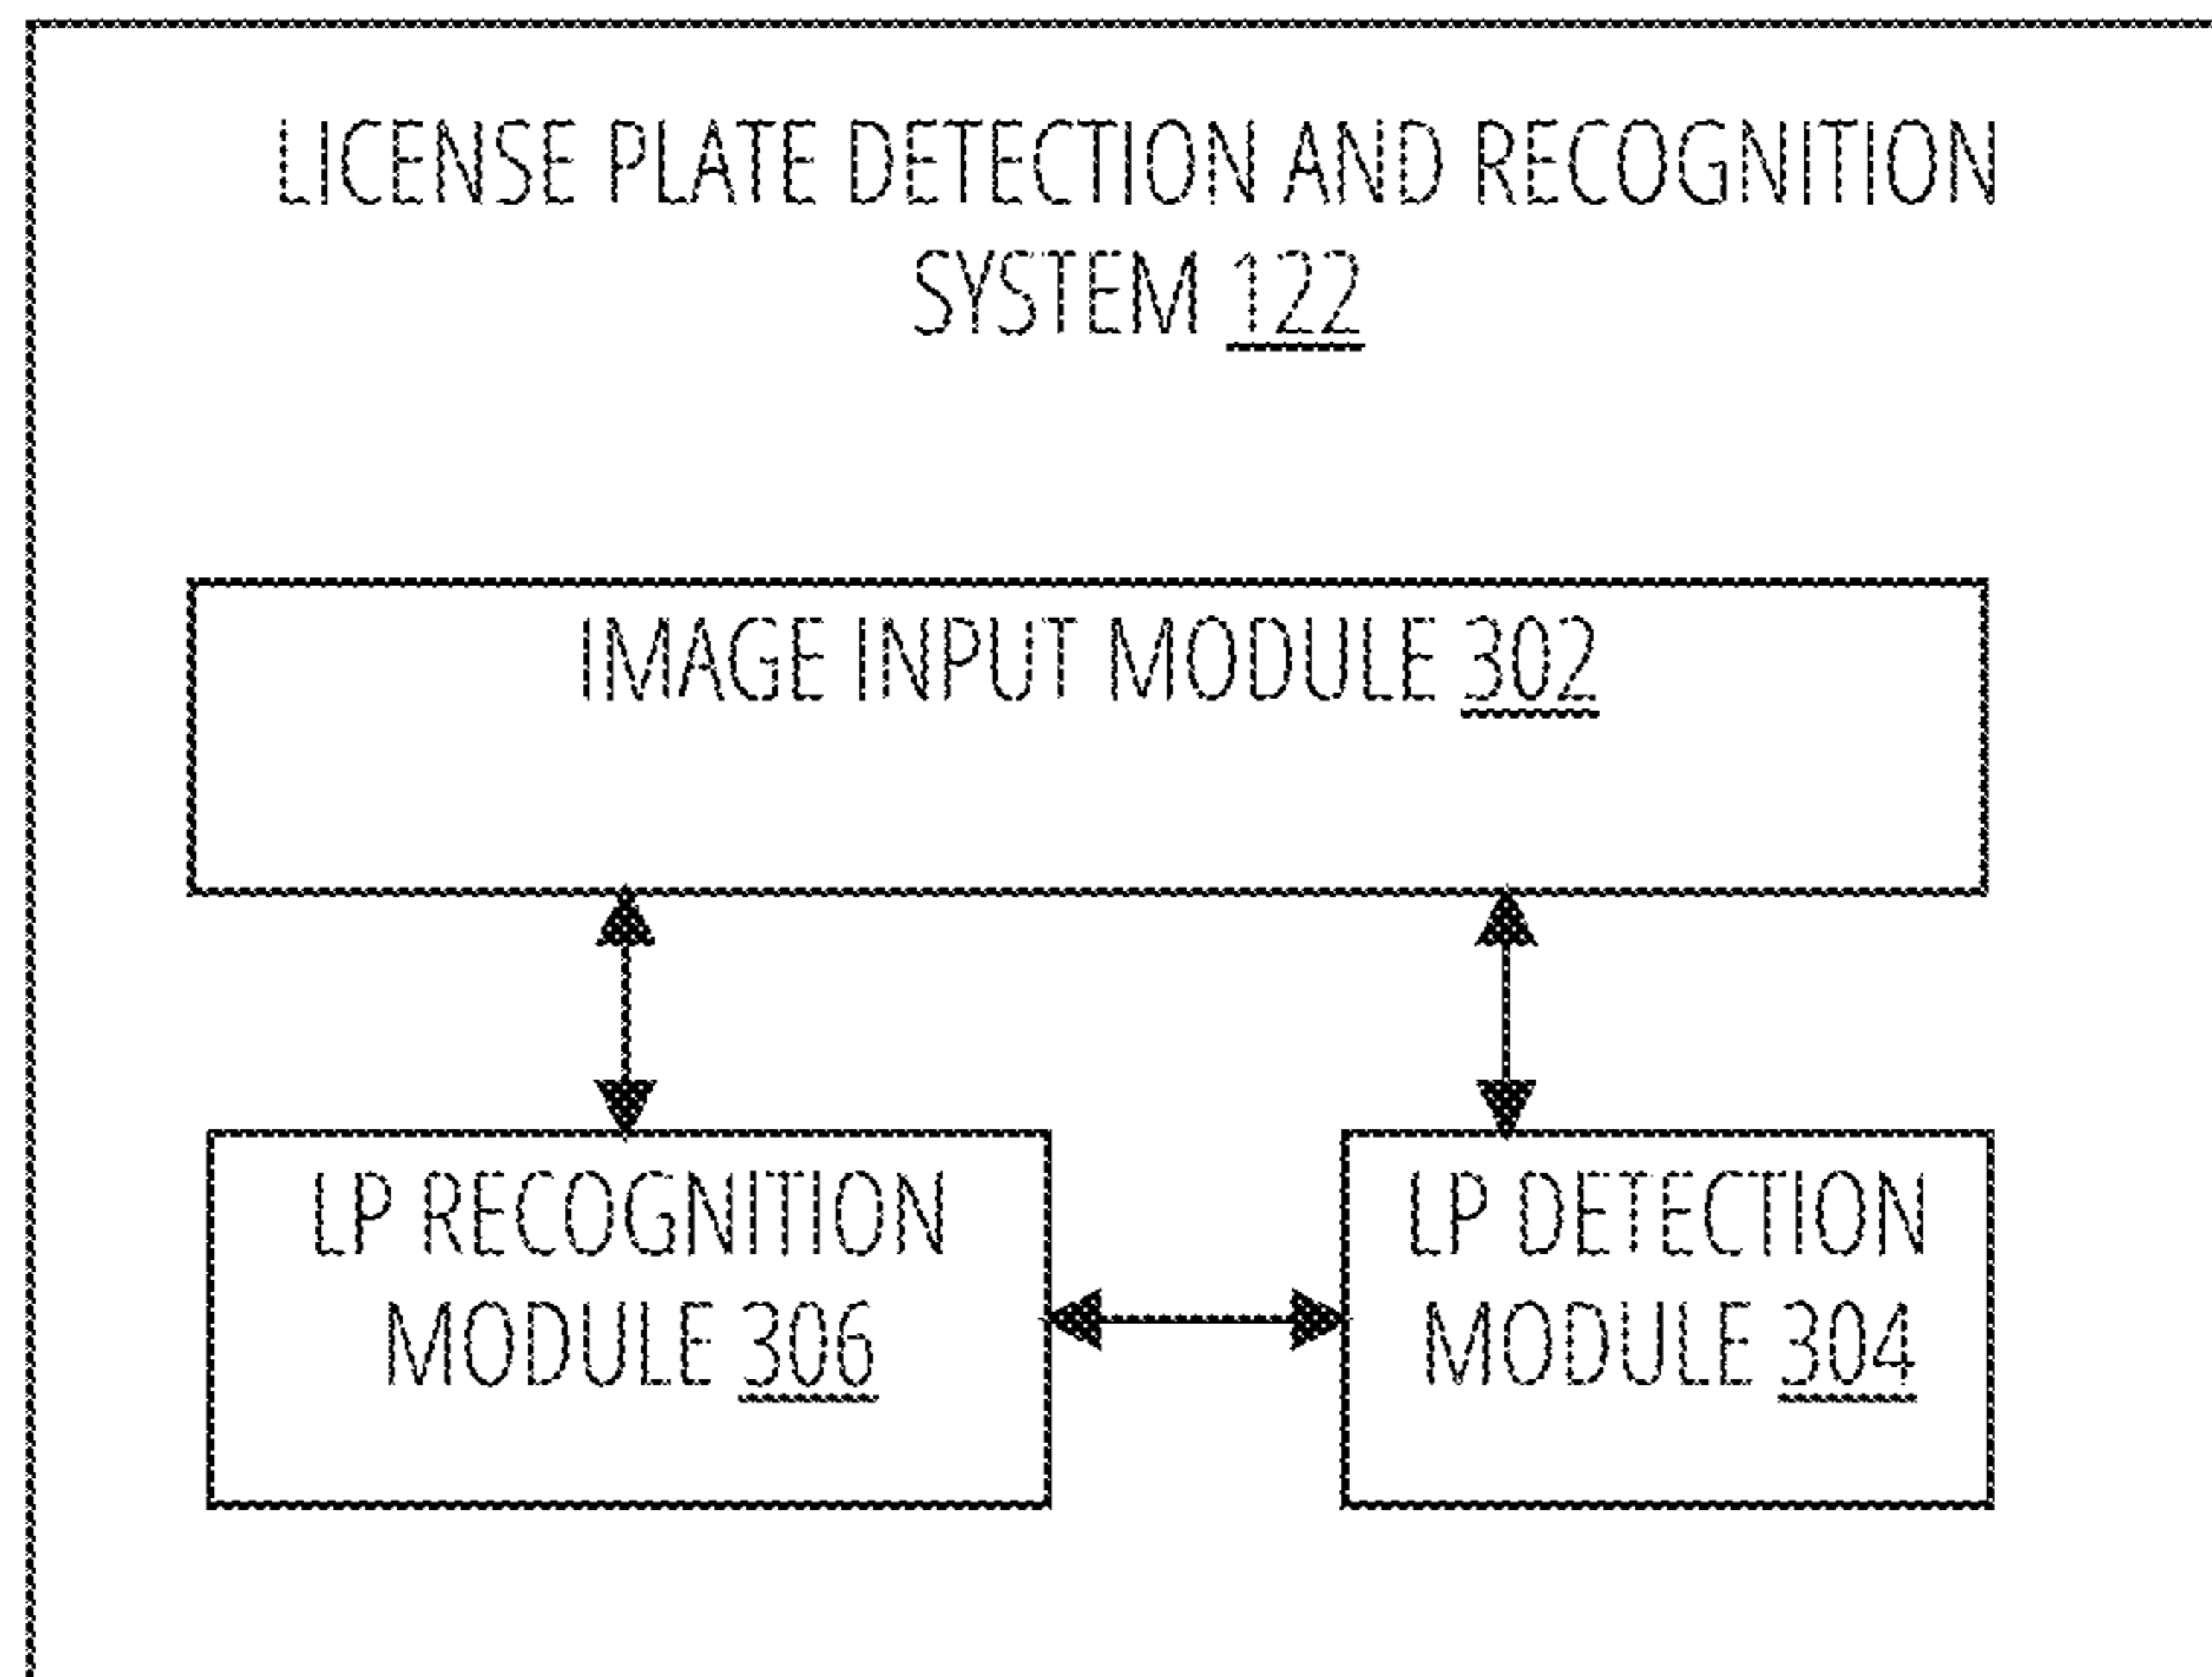 LICENSE PLATE DETECTION AND RECOGNITION
SYSTEM 122
IMAGE INPUT MODULE 302
LP RECOGNITION
MODULE 306
LP DETECTION
MODULE 304